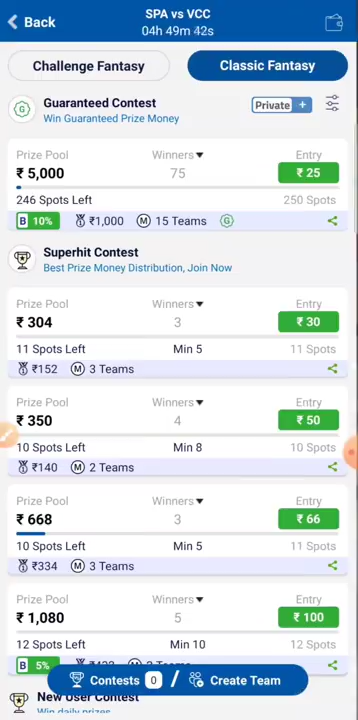 Back
SPA vs VCC
04h 49m 42s
Challenge Fantasy
Classic Fantasy
G
Guaranteed Contest
Win Guaranteed Prize Money
Private +
Prize Pool
Winners
Entry
₹ 5,000
75
₹ 25
246 Spots Left
250 Spots
B 10%
₹1,000
M 15 Teams
G
Superhit Contest
Best Prize Money Distribution, Join Now
Prize Pool
Winners
Entry
₹ 304
3
₹ 30
11 Spots Left
Min 5
11 Spots
₹152
M 3 Teams
Prize Pool
Winners
Entry
₹ 350
4
₹ 50
10 Spots Left
Min 8
10 Spots
₹140
M 2 Teams
Prize Pool
Winners
Entry
₹ 668
3
₹ 66
10 Spots Left
Min 5
11 Spots
₹334
M 3 Teams
Prize Pool
Winners
Entry
₹ 1,080
5
₹ 100
12 Spots Left
Min 10
12 Spots
B 5%
Contests 0 / Create Team
New User Contest
Win daily prizes